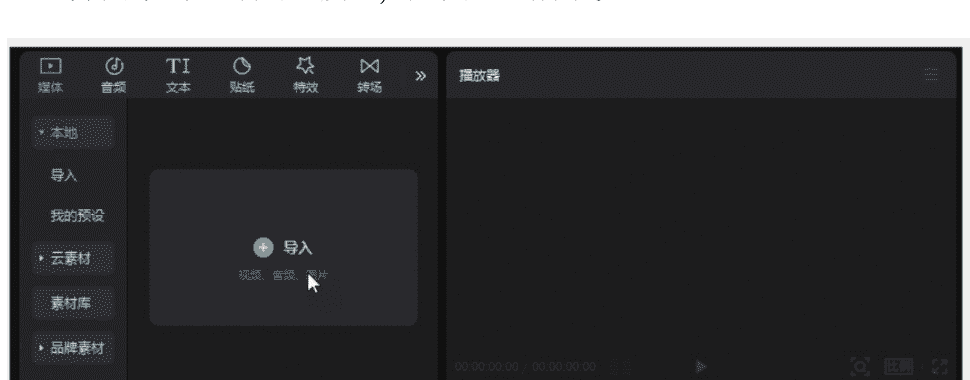 媒体 音频 TI 文本 贴纸 特效 转场 »
播放器
本地
导入
我的预设
云素材
素材库
品牌素材
导入
视频、音频、图片
00:00:00:00 / 00:00:00:00
比例